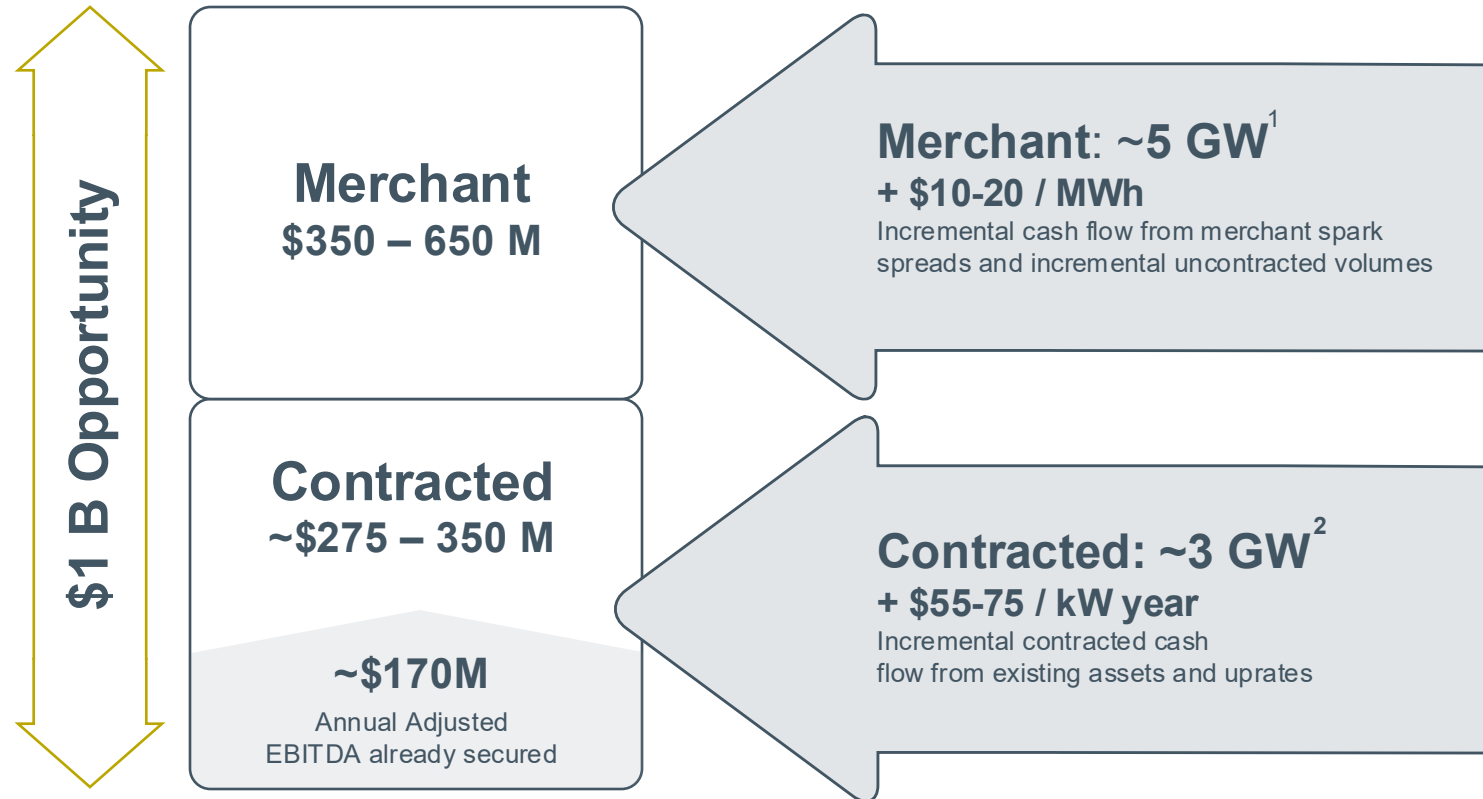 $1 B Opportunity
Merchant
$350 – 650 M
Contracted
~$275 – 350 M
~$170M
Annual Adjusted
EBITDA already secured
Merchant: ~5 GW1
+ $10-20 / MWh
Incremental cash flow from merchant spark
spreads and incremental uncontracted volumes
Contracted: ~3 GW2
+ $55-75 / kW year
Incremental contracted cash
flow from existing assets and uprates